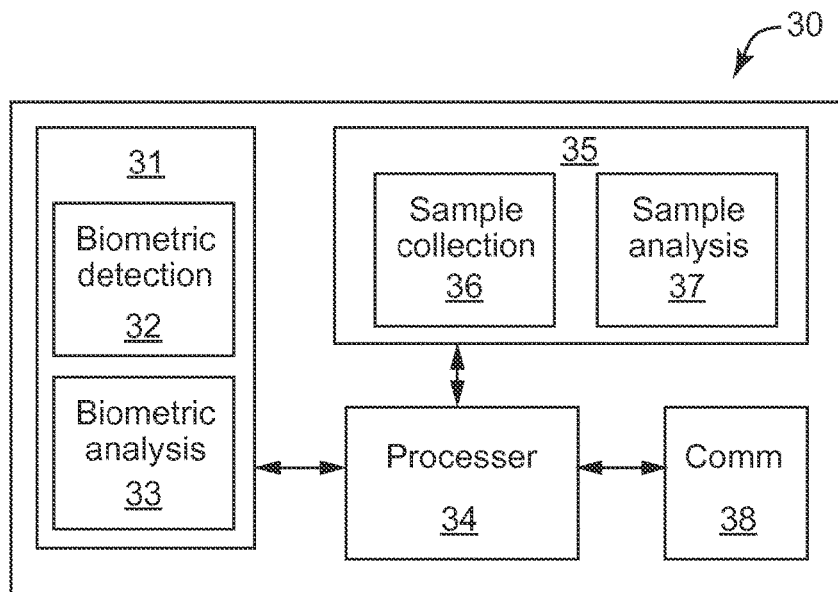 30
31
Biometric
detection
32
Biometric
analysis
33
35
Sample
collection
36
Sample
analysis
37
Processer
34
Comm
38